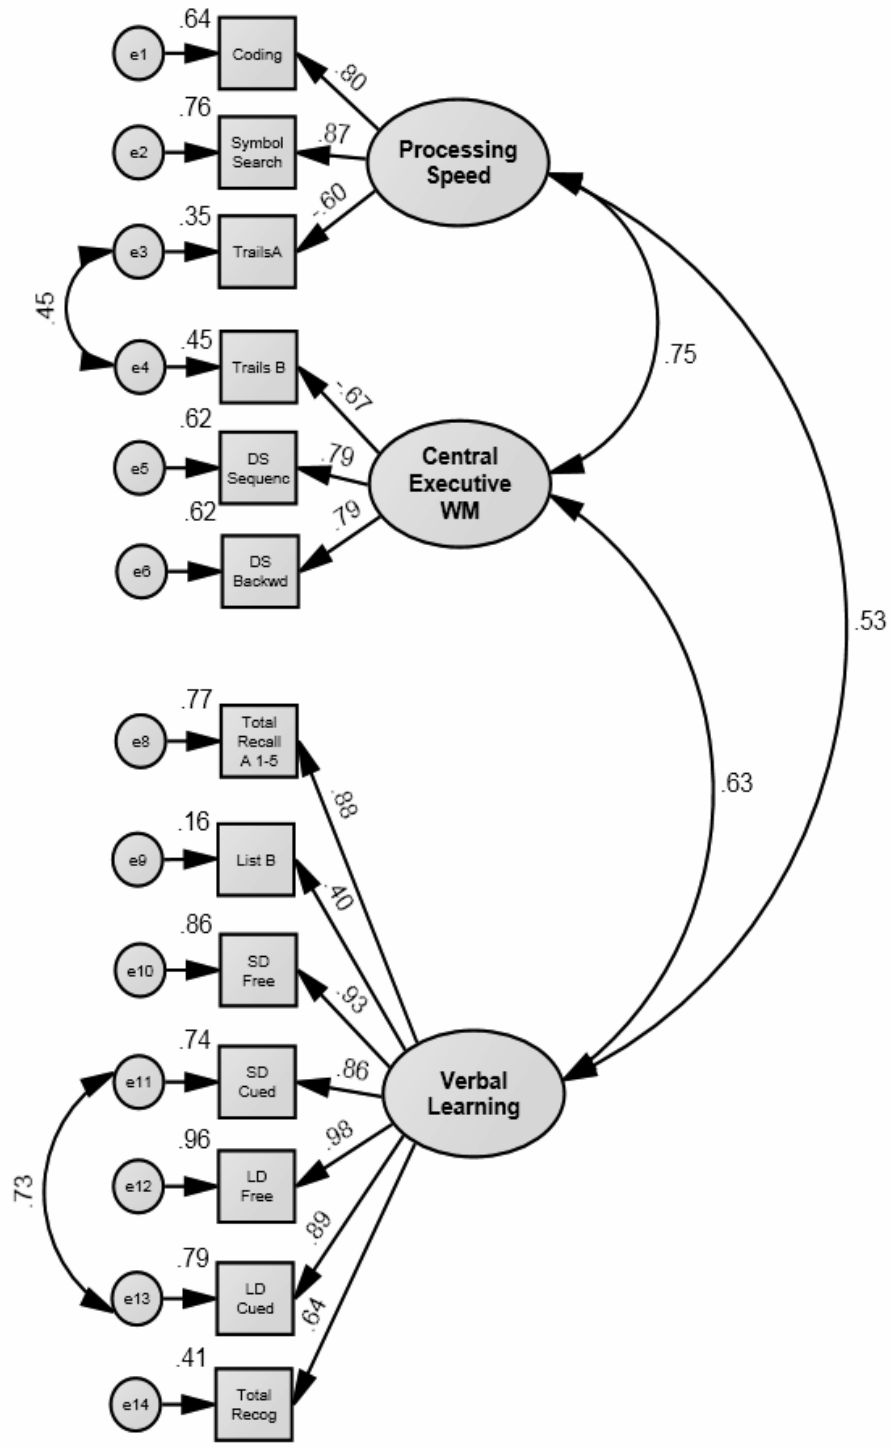 .64
e1
Coding
.80
.76
e2
Symbol
Search
.87
Processing
Speed
.35
e3
TrailsA
-.60
.45
.75
.45
e4
Trails B
-.67
.62
e5
DS
Sequenc
.79
Central
Executive
WM
.62
e6
DS
Backwd
.79
.53
.77
e8
Total
Recall
A 1-5
.88
.63
.16
e9
List B
.40
.86
e10
SD
Free
.93
.74
e11
SD
Cued
.86
Verbal
Learning
.96
e12
LD
Free
.98
.73
.79
e13
LD
Cued
.89
.41
e14
Total
Recog
.64